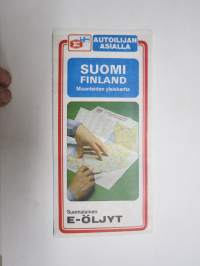 E
AUTOILIJAN
ASIALLA
SUOMI
FINLAND
Maanteiden yleiskartta
Suomalainen
E-ÖLJYT